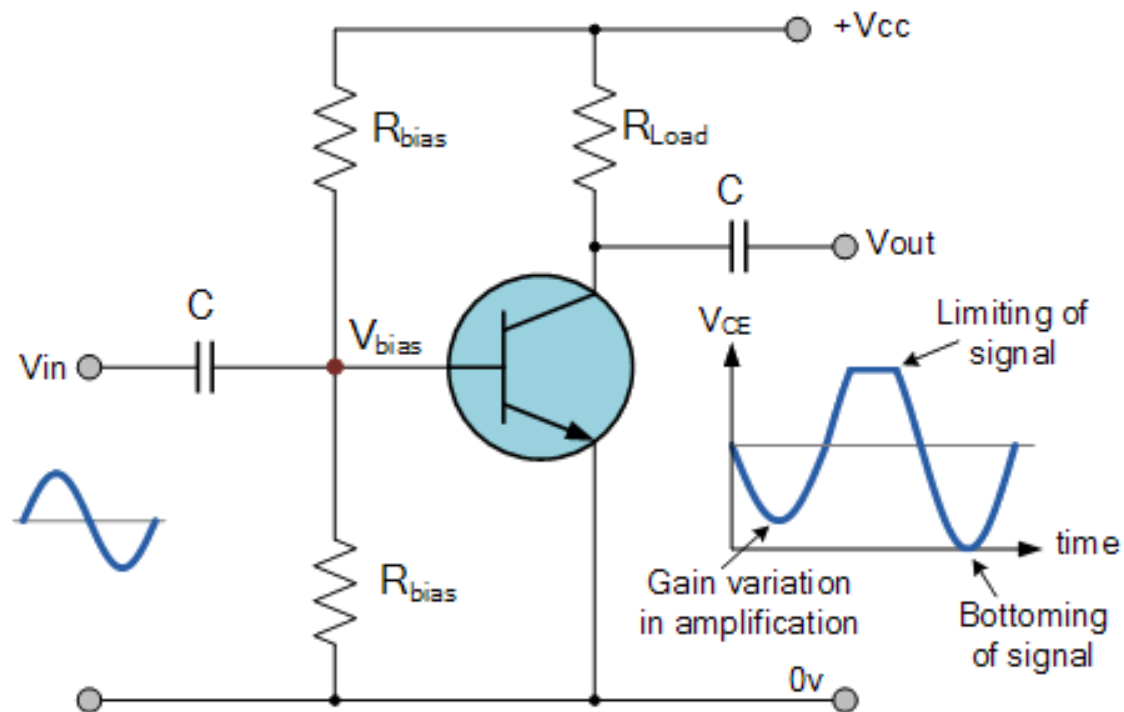 +Vcc
Rbias
RLoad
C
Vout
C
Vbias
Vin
VCE
Limiting of
signal
time
Gain variation
in amplification
Rbias
Bottoming
of signal
0v